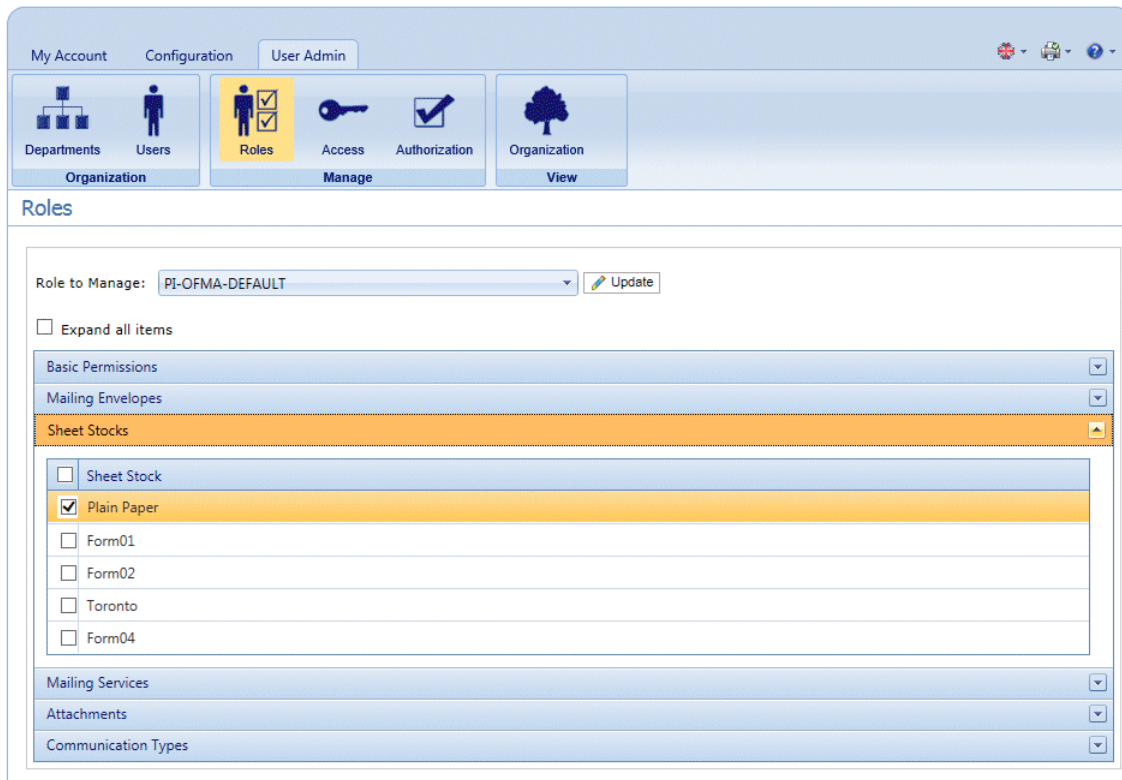 My Account Configuration User Admin
Departments Users Roles Access Authorization Organization
Organization Manage View
Roles
Role to Manage: PI-OFMA-DEFAULT Update
Expand all items
Basic Permissions
Mailing Envelopes
Sheet Stocks
Sheet Stock
Plain Paper
Form01
Form02
Toronto
Form04
Mailing Services
Attachments
Communication Types